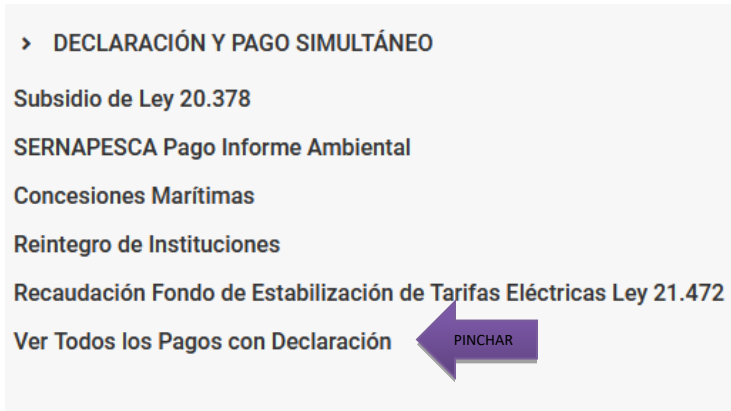 > DECLARACIÓN Y PAGO SIMULTÁNEO
Subsidio de Ley 20.378
SERNAPESCA Pago Informe Ambiental
Concesiones Marítimas
Reintegro de Instituciones
Recaudación Fondo de Estabilización de Tarifas Eléctricas Ley 21.472
Ver Todos los Pagos con Declaración PINCHAR